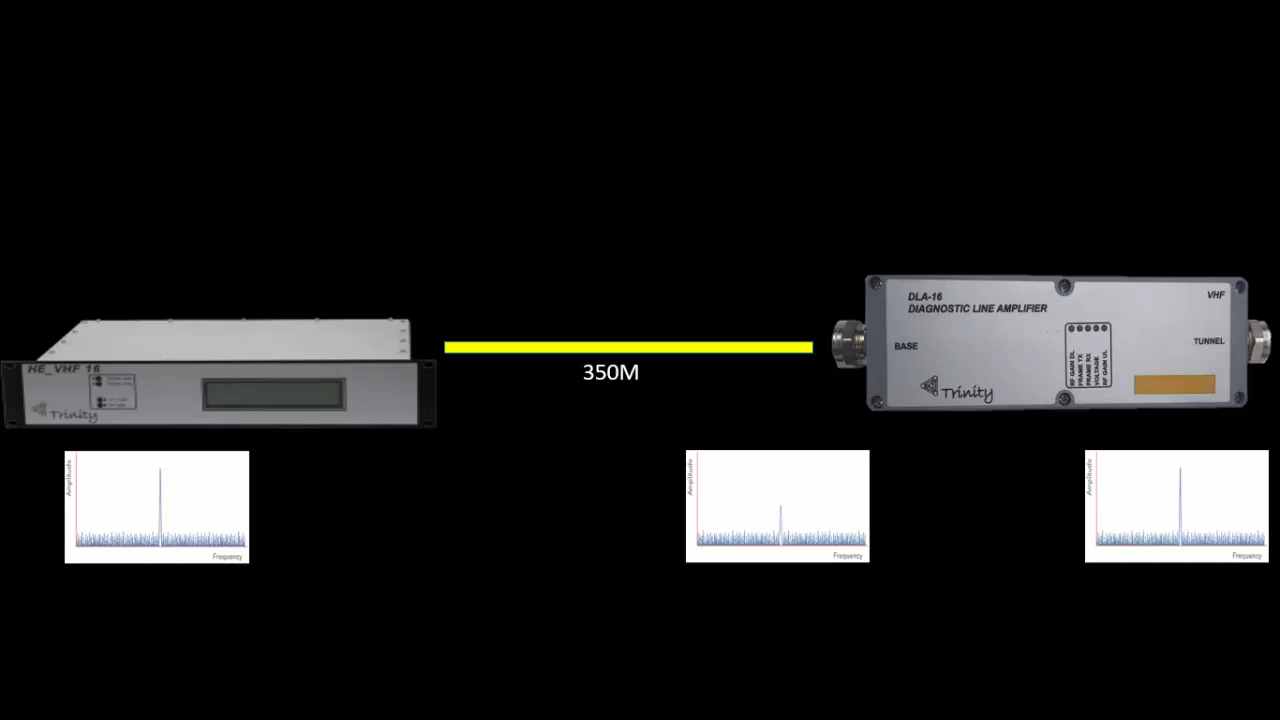 HE_VHF 16
Trinity
350M
DLA-16
DIAGNOSTIC LINE AMPLIFIER
VHF
BASE
TUNNEL
RF GAIN DL
FRAME TX
FRAME RX
VOLTAGE
RF GAIN UL
Trinity
Amplitude
Frequency
Amplitude
Frequency
Amplitude
Frequency